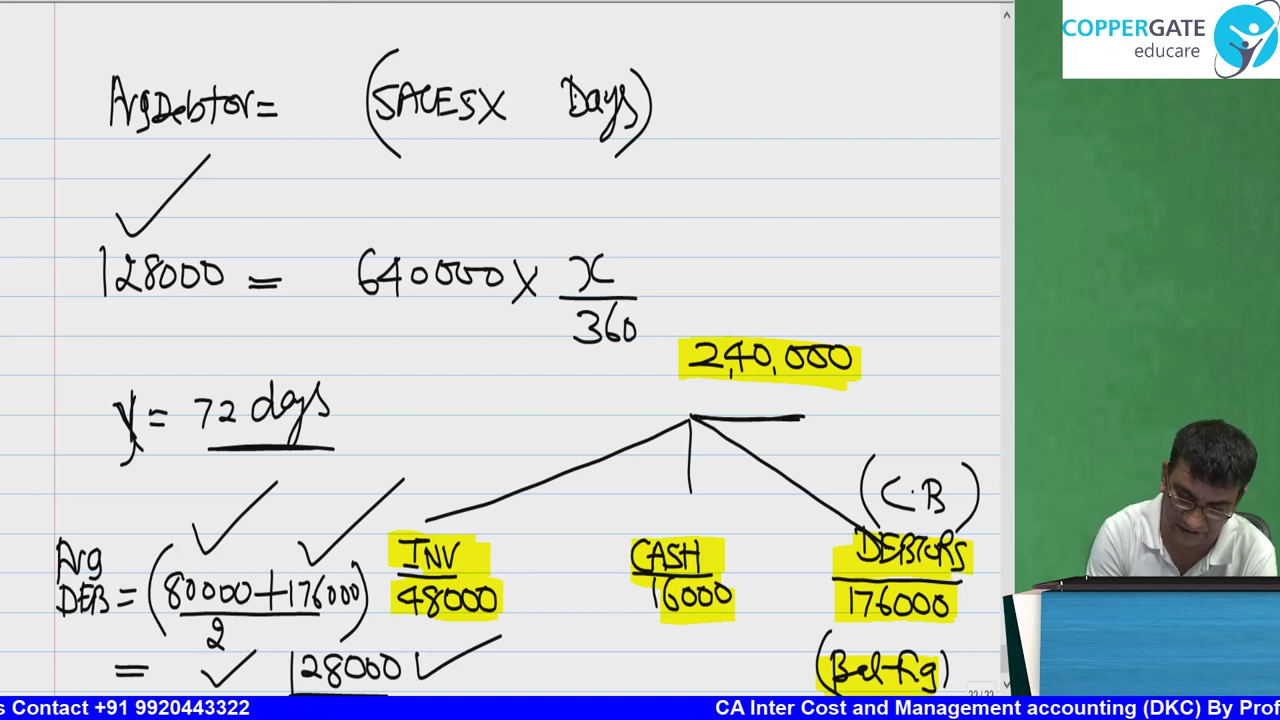 COPPERGATE
educare
Avg Debtor = (SALES X Days)
128000 = 640000 X x/360
y = 72 days
2,40,000
(C.B)
INV CASH DEBTORS
48000 16000 176000
Avg
DEB = (80000+176000)
2
= 128000
(Bal-fig)
s Contact +91 9920443322
CA Inter Cost and Management accounting (DKC) By Prof